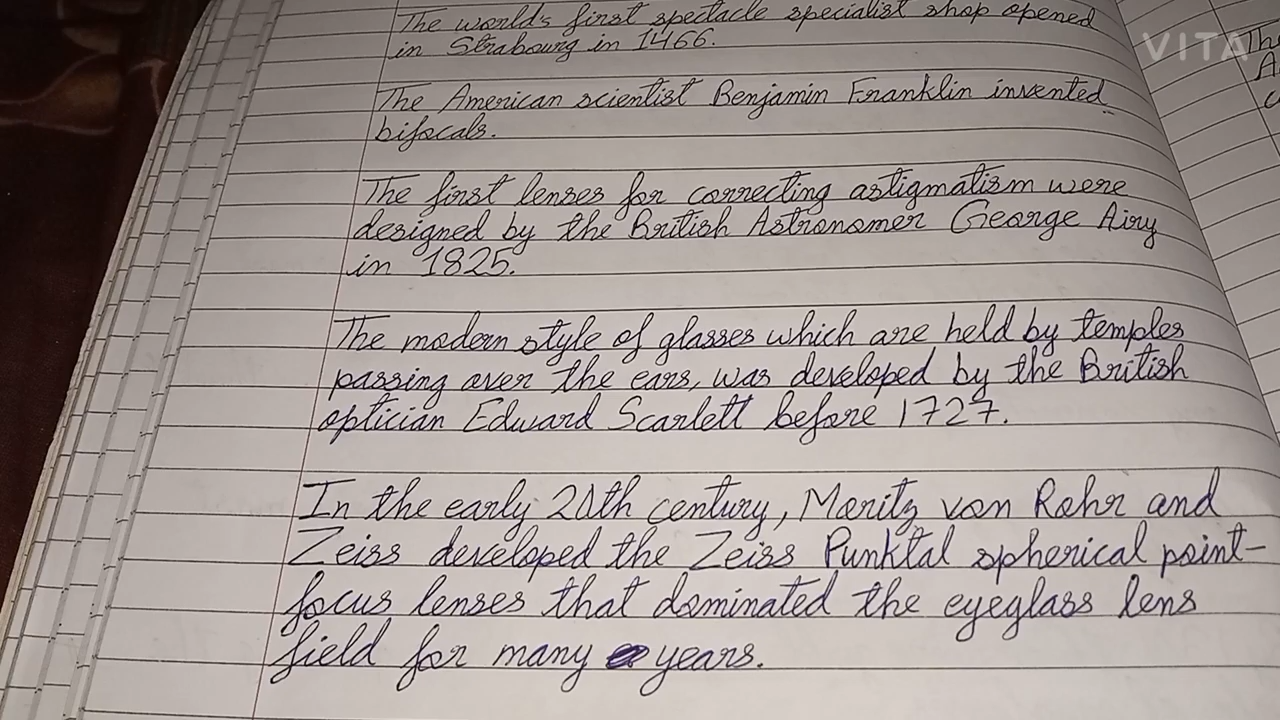 The world's first spectacle specialist shop opened
in Strabourg in 1466.
The American scientist Benjamin Franklin invented
bifocals.
The first lenses for correcting astigmatism were
designed by the British Astronomer George Airy
in 1825.
The modern style of glasses which are held by temples
passing over the ears, was developed by the British
optician Edward Scarlett before 1727.
In the early 20th century, Moritz von Rohr and
Zeiss developed the Zeiss Punktal spherical point-
focus lenses that dominated the eyeglass lens
field for many years.
VITA